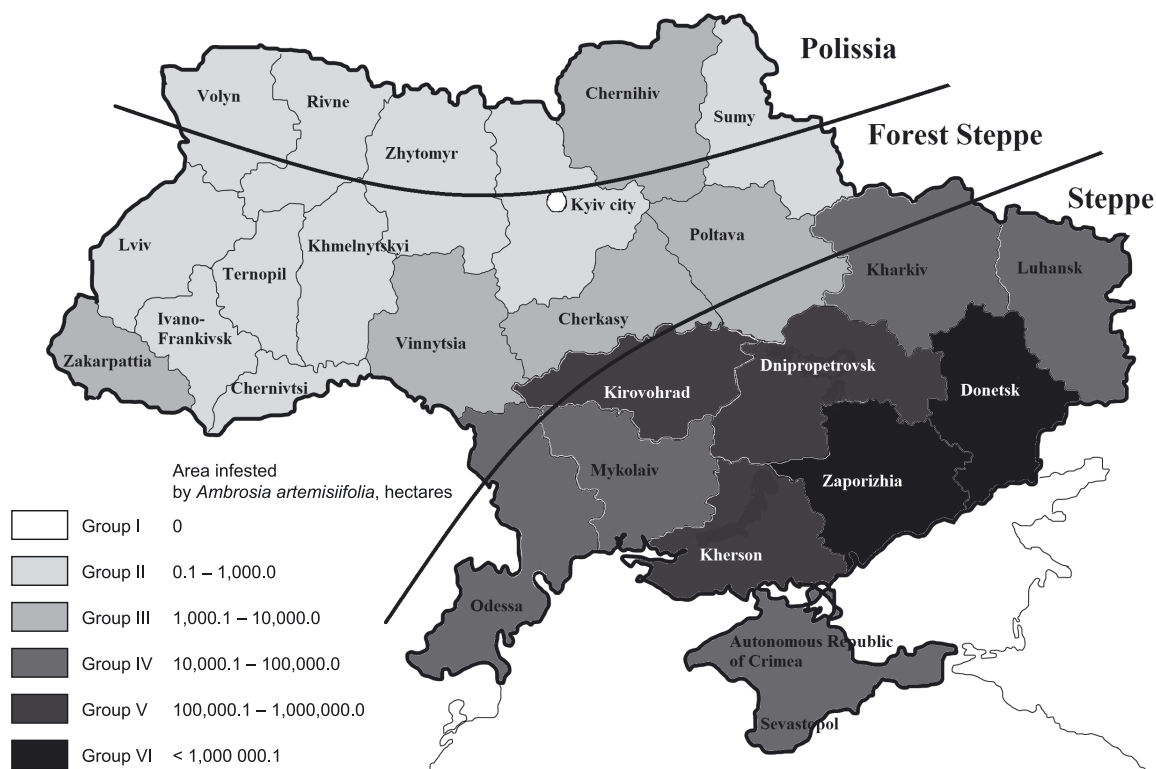 Polissia
Volyn
Rivne
Chernihiv
Sumy
Forest Steppe
Zhytomyr
Steppe
Kyiv city
Lviv
Khmelnytskyi
Poltava
Ternopil
Kharkiv
Luhansk
Ivano-
Frankivsk
Cherkasy
Vinnytsia
Zakarpattia
Chernivtsi
Dnipropetrovsk
Kirovohrad
Donetsk
Mykolaiv
Zaporizhia
Kherson
Odessa
Autonomous Republic
of Crimea
Sevastopol
Area infested
by Ambrosia artemisiifolia, hectares
Group I 0
Group II 0.1 – 1,000.0
Group III 1,000.1 – 10,000.0
Group IV 10,000.1 – 100,000.0
Group V 100,000.1 – 1,000,000.0
Group VI < 1,000 000.1